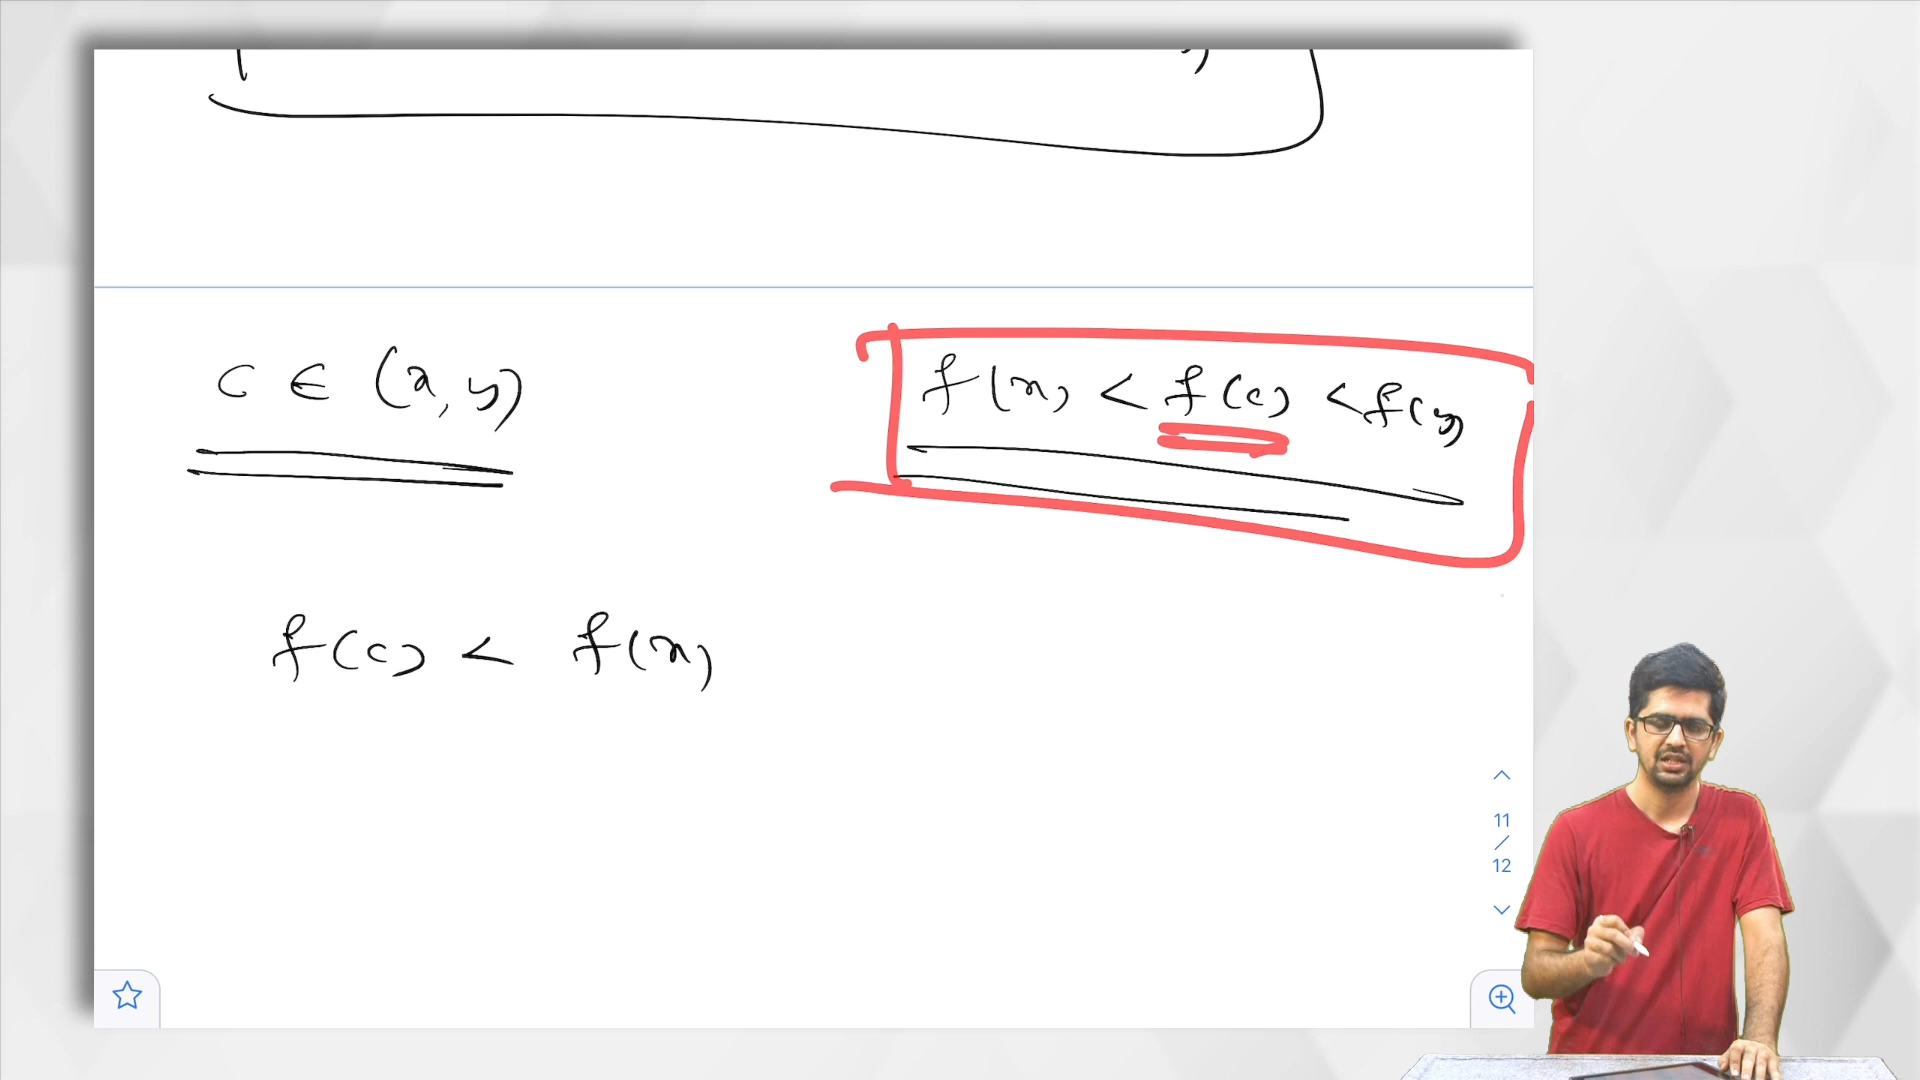 c ∈ (x, y)
f(x) < f(c) < f(y)
f(c) < f(x)
11
/
12